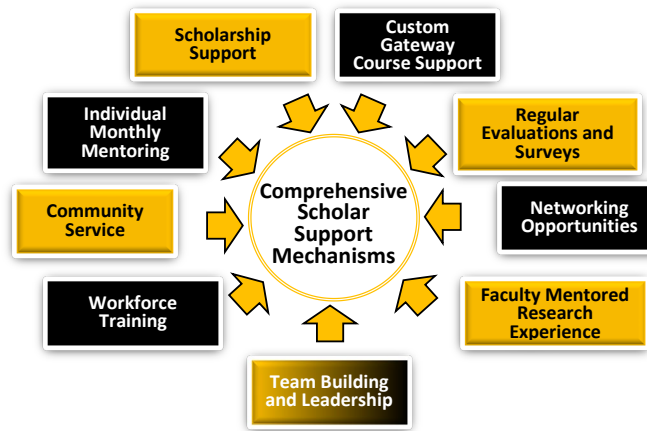 Scholarship
Support
Custom
Gateway
Course Support
Individual
Monthly
Mentoring
Regular
Evaluations and
Surveys
Comprehensive
Scholar
Support
Mechanisms
Community
Service
Networking
Opportunities
Workforce
Training
Faculty Mentored
Research
Experience
Team Building
and Leadership